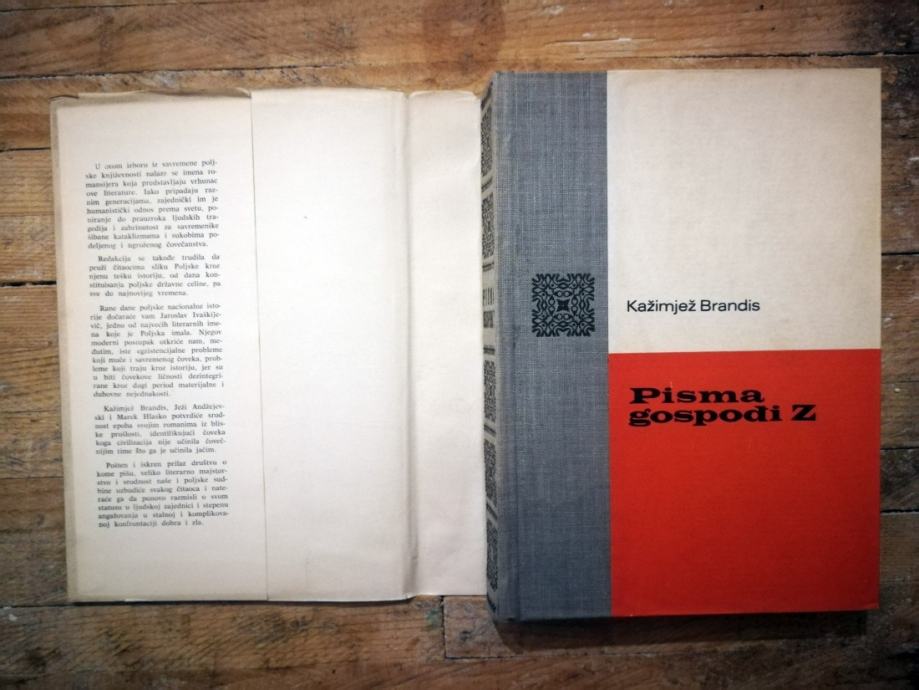 U ovom izboru iz savremene polj-
ske književnosti nalaze se imena ro-
mansijera koja predstavljaju vrhunac
ove literature. Iako pripadaju raz-
nim generacijama, zajednički im je
humanistički odnos prema svetu, po-
niranje do prauzroka ljudskih tra-
gedija i zabrinutost za savremenike
šibane kataklizmama i sukobima po-
deljenog i ugroženog čovečanstva.
Redakcija se takođe trudila da
pruži čitaocima sliku Poljske kroz
njenu tešku istoriju, od dana kon-
stituisanja poljske državne celine, pa
sve do najnovijeg vremena.
Rane dane poljske nacionalne isto-
rije dočaraće vam Jaroslav Ivaškije-
vič, jedno od najvećih literarnih ime-
na koje je Poljska imala. Njegov
moderni postupak otkriće nam, me-
đutim, iste egzistencijalne probleme
koji muče i savremenog čoveka, prob-
leme koji traju kroz istoriju, jer su
u biti čovekove ličnosti dezintegri-
rane kroz dugi period materijalne i
duhovne nejednakosti.
Kažimjež Brandis, Ježi Andžejev-
ski i Marek Hlasko potvrdiće srod-
nost epoha svojim romanima iz blis-
ke prošlosti, identifikujući čoveka
koga civilizacija nije učinila čoveč-
nijim time što ga je učinila jačim.
Pošten i iskren prilaz društvu o
kome pišu, veliko literarno majstor-
stvo i srodnost naše i poljske sud-
bine uzbudiće svakog čitaoca i nate-
raće ga da ponovo razmisli o svom
statusu u ljudskoj zajednici i stepenu
angažovanja u stalnoj i komplikova-
noj konfrontaciji dobra i zla.
Kažimjež Brandis
Pisma
gospođi Z